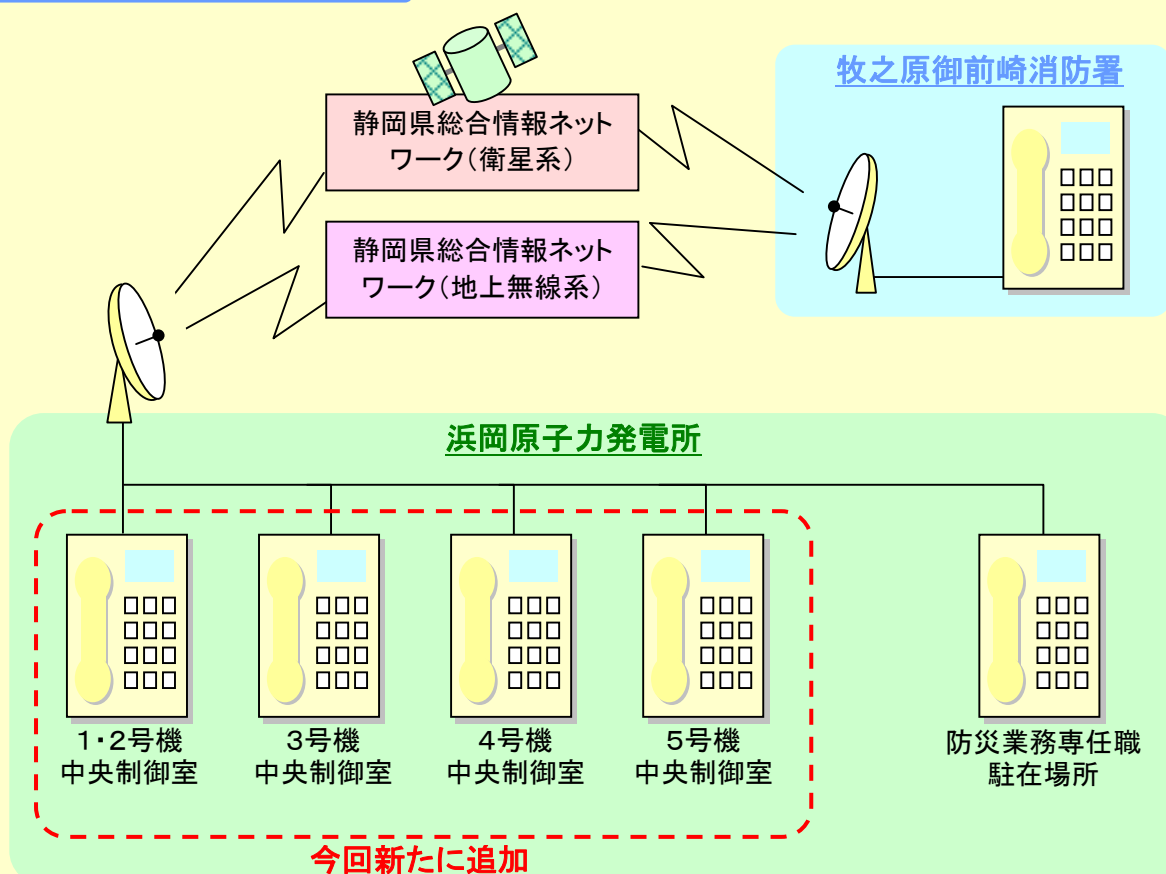 牧之原御前崎消防署
静岡県総合情報ネット
ワーク(衛星系)
静岡県総合情報ネット
ワーク(地上無線系)
浜岡原子力発電所
1・2号機
中央制御室
3号機
中央制御室
4号機
中央制御室
5号機
中央制御室
防災業務専任職
駐在場所
今回新たに追加